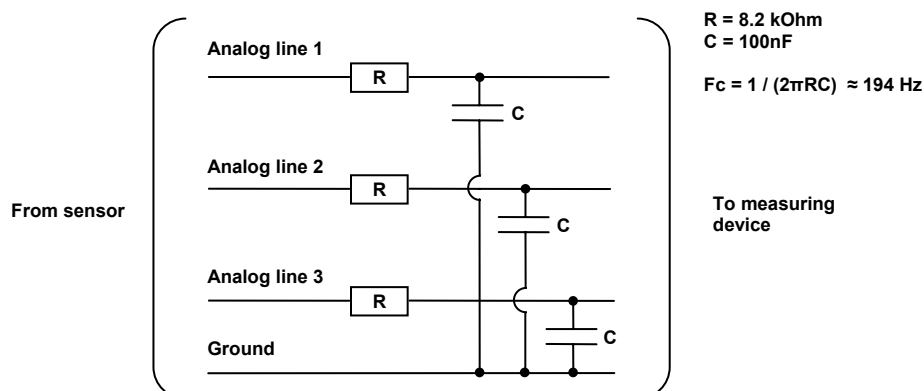 R = 8.2 kOhm
C = 100nF
Fc = 1 / (2πRC) ≈ 194 Hz
Analog line 1
R
C
Analog line 2
R
From sensor
To measuring
device
C
Analog line 3
R
C
Ground